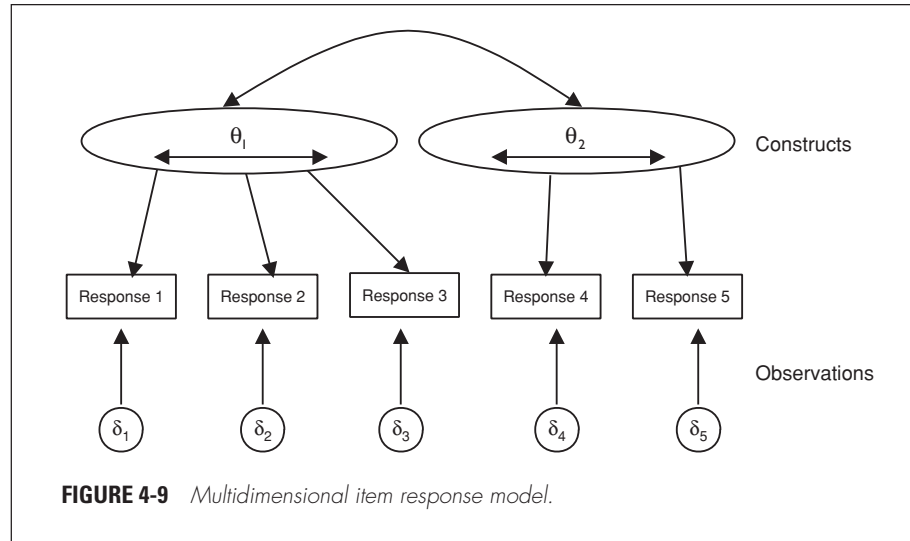 θ1
θ2
Constructs
Response 1
Response 2
Response 3
Response 4
Response 5
Observations
δ1
δ2
δ3
δ4
δ5
FIGURE 4-9 Multidimensional item response model.